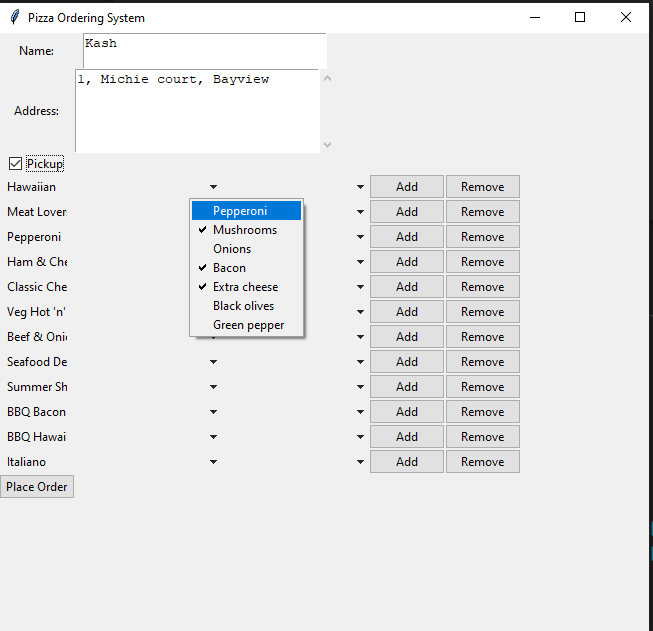 Pizza Ordering System
Name:
Kash
Address:
1, Michie court, Bayview
Pickup
Hawaiian Add Remove
Meat Lover Add Remove
Pepperoni Add Remove
Ham & Che Add Remove
Classic Che Add Remove
Veg Hot 'n' Add Remove
Beef & Onio Add Remove
Seafood De Add Remove
Summer Sh Add Remove
BBQ Bacon Add Remove
BBQ Hawai Add Remove
Italiano Add Remove
Place Order
Pepperoni
Mushrooms
Onions
Bacon
Extra cheese
Black olives
Green pepper